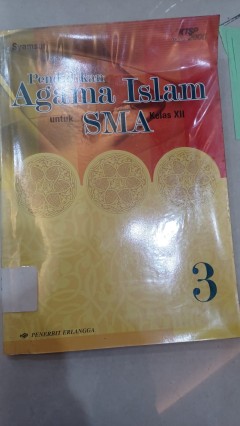 Pendidikan
Agama Islam
untuk SMA Kelas XII
3
PENERBIT ERLANGGA